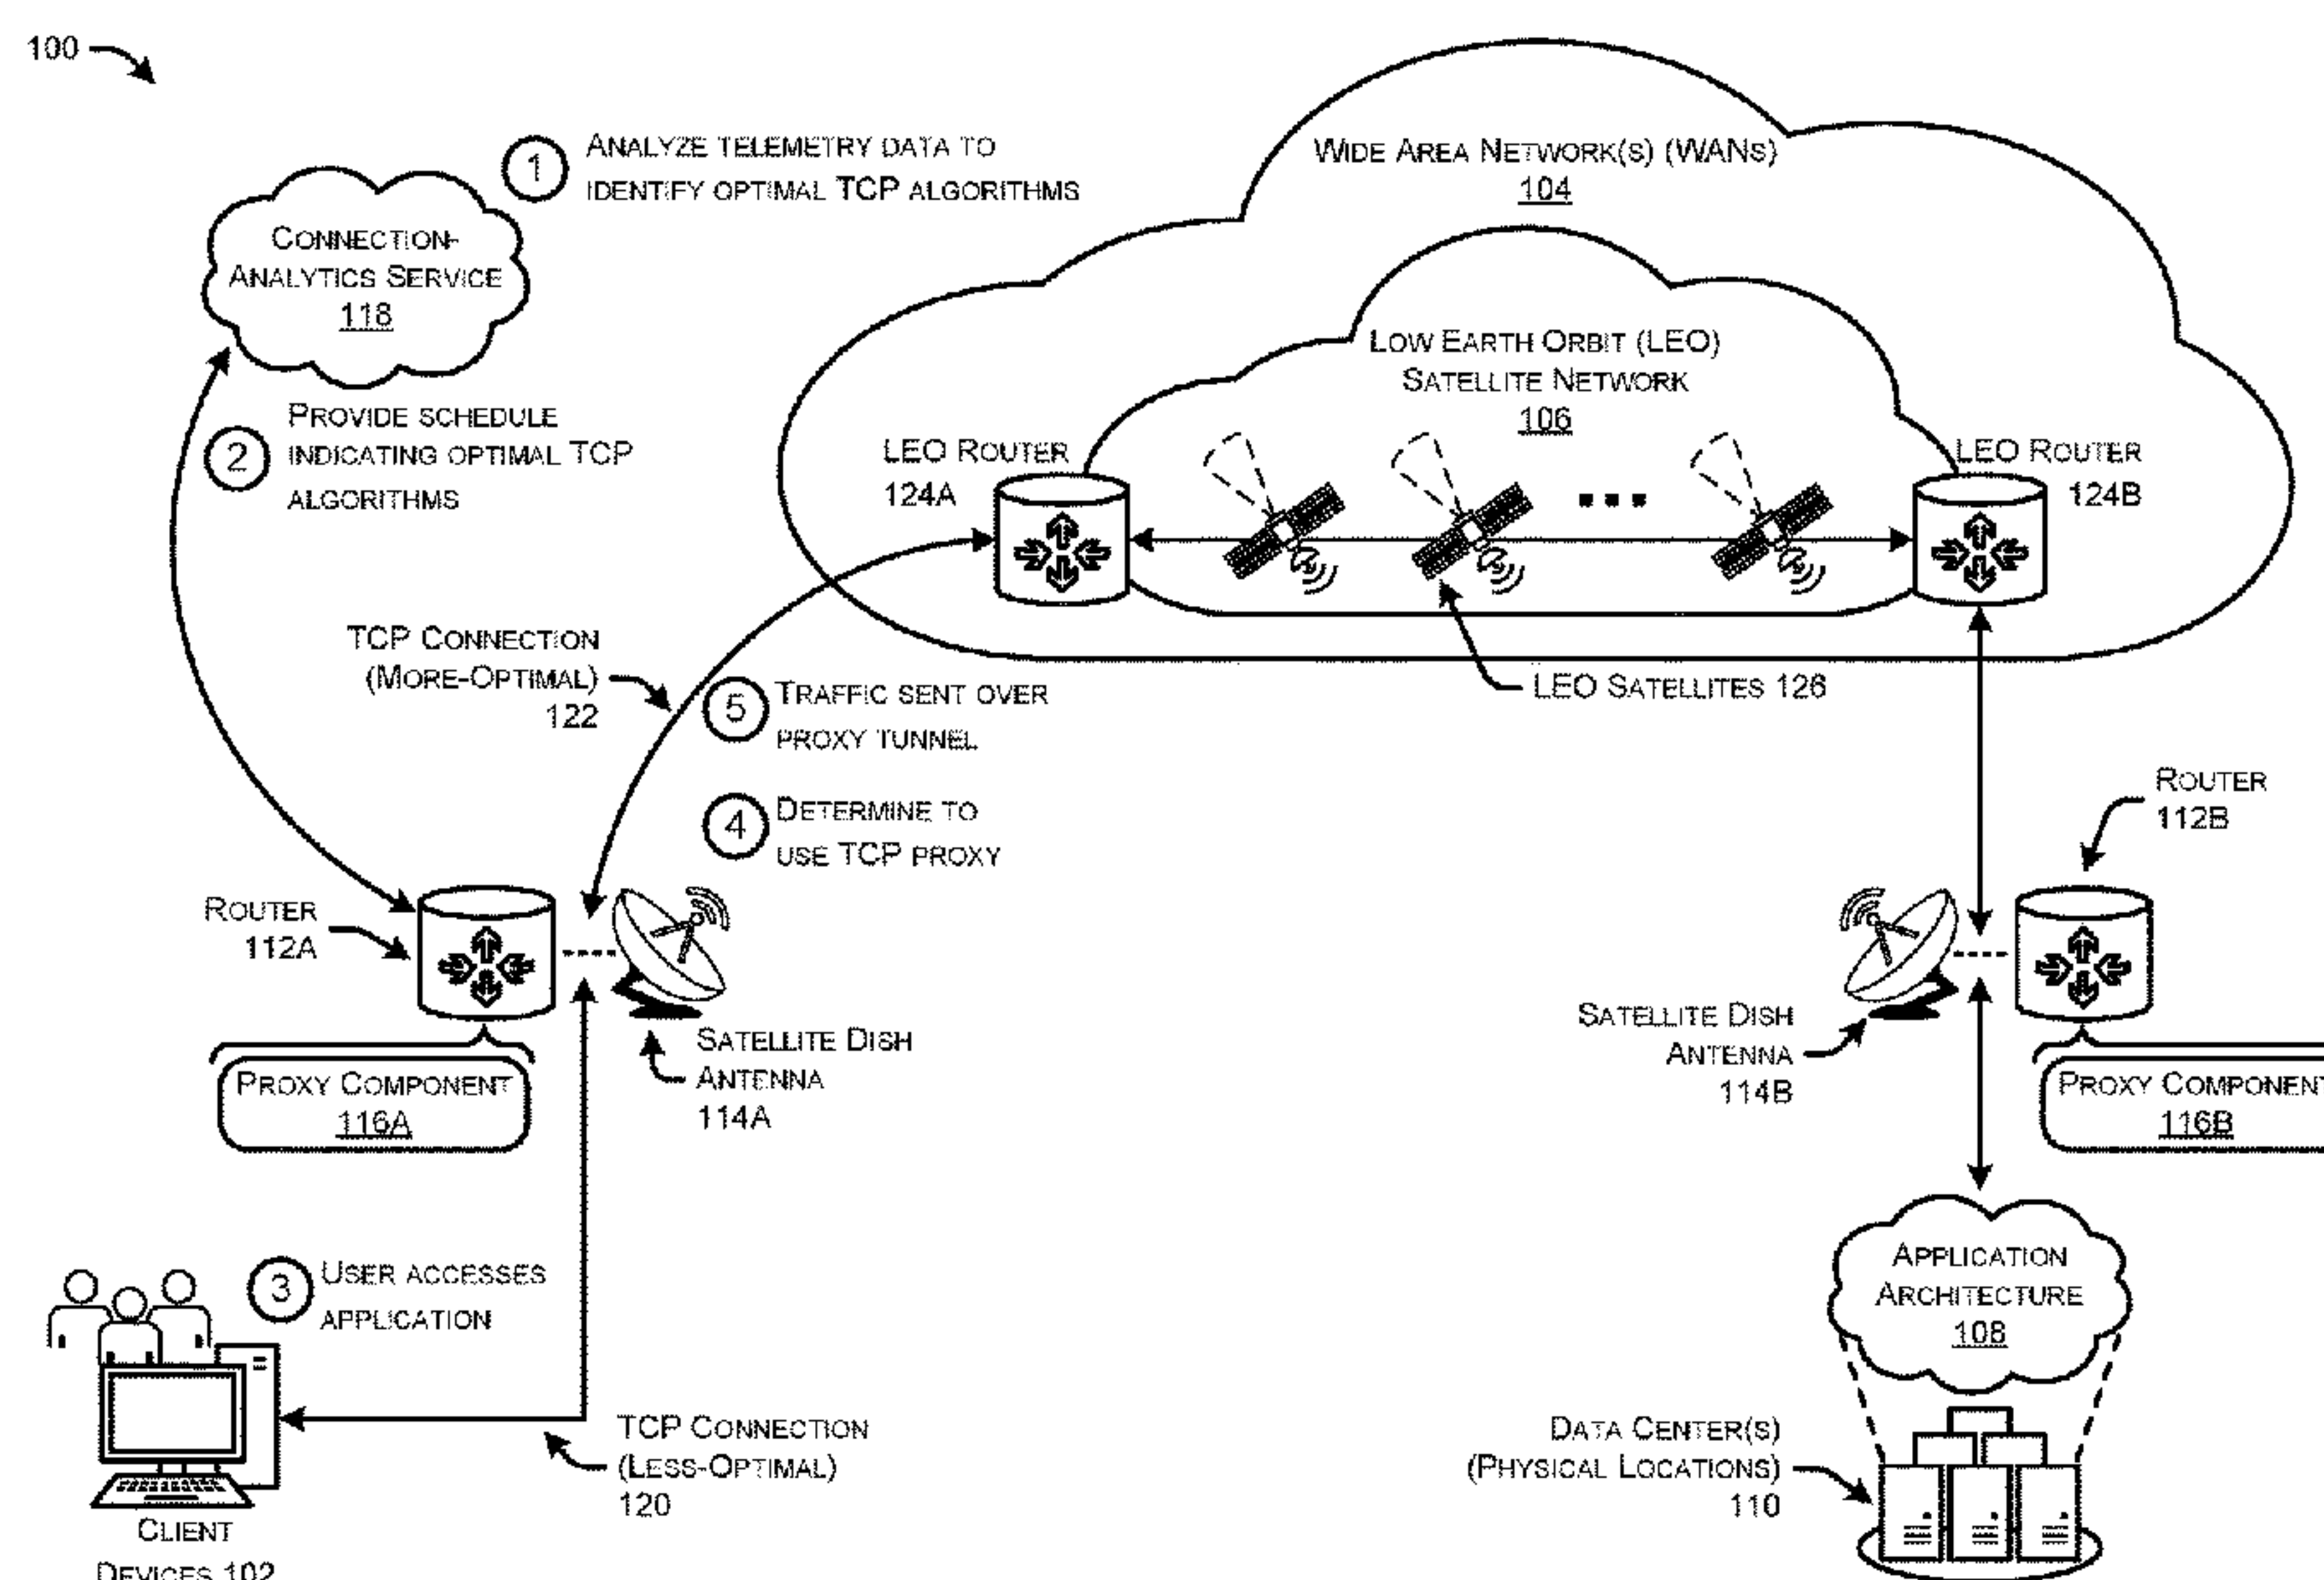 100
1
ANALYZE TELEMETRY DATA TO
IDENTIFY OPTIMAL TCP ALGORITHMS
CONNECTION-
ANALYTICS SERVICE
118
2
PROVIDE SCHEDULE
INDICATING OPTIMAL TCP
ALGORITHMS
WIDE AREA NETWORK(S) (WANS)
104
LOW EARTH ORBIT (LEO)
SATELLITE NETWORK
106
LEO ROUTER
124A
LEO ROUTER
124B
LEO SATELLITES 126
TCP CONNECTION
(MORE-OPTIMAL)
122
5
TRAFFIC SENT OVER
PROXY TUNNEL
4
DETERMINE TO
USE TCP PROXY
ROUTER
112A
PROXY COMPONENT
116A
SATELLITE DISH
ANTENNA
114A
ROUTER
112B
SATELLITE DISH
ANTENNA
114B
PROXY COMPONENT
116B
3
USER ACCESSES
APPLICATION
TCP CONNECTION
(LESS-OPTIMAL)
120
CLIENT
DEVICES 102
APPLICATION
ARCHITECTURE
108
DATA CENTER(S)
(PHYSICAL LOCATIONS)
110